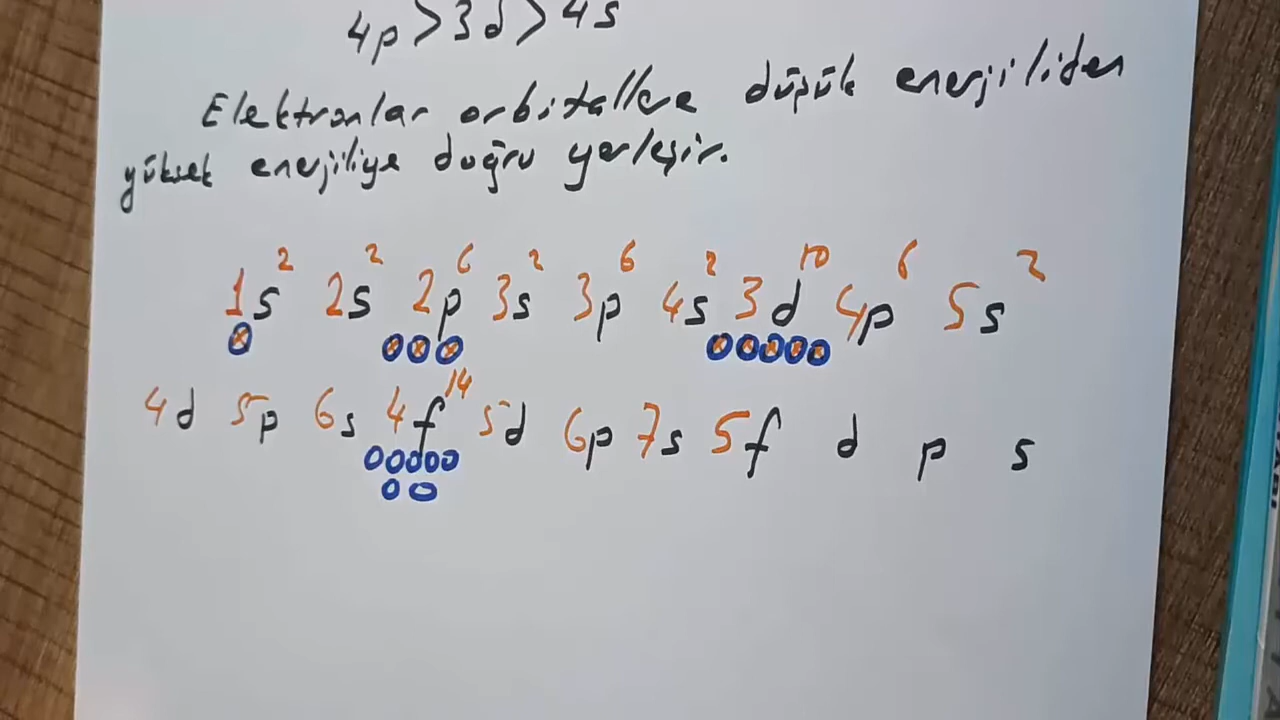 4p > 3d > 4s
Elektronlar orbitallere düşük enerjiliden
yüksek enerjiliye doğru yerleşir.
1s² 2s² 2p⁶ 3s² 3p⁶ 4s² 3d¹⁰ 4p⁶ 5s²
4d 5p 6s 4f¹⁴ 5d 6p 7s 5f d p s